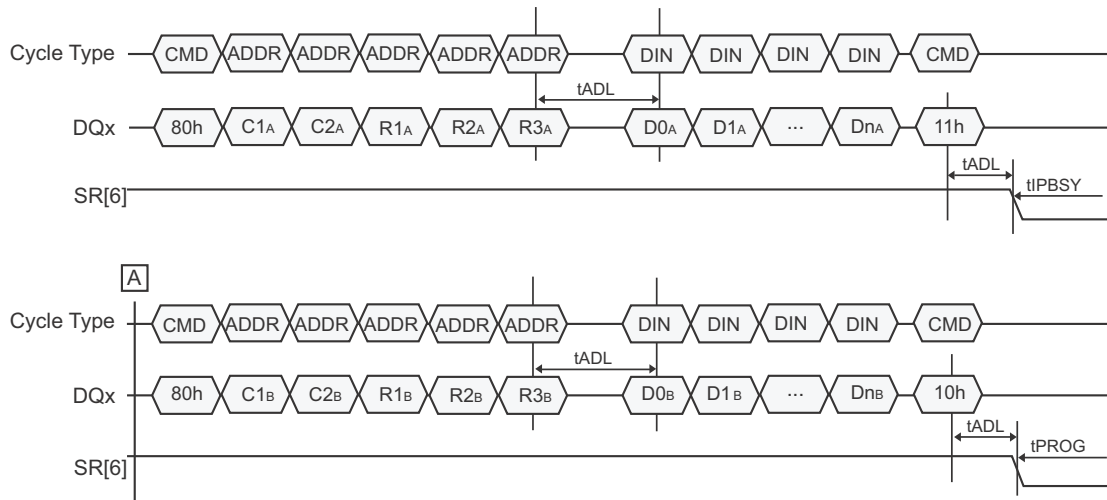 Cycle Type CMD ADDR ADDR ADDR ADDR ADDR DIN DIN DIN DIN CMD
tADL
DQx 80h C1A C2A R1A R2A R3A D0A D1A ... DnA 11h
tADL
tIPBSY
SR[6]
A
Cycle Type CMD ADDR ADDR ADDR ADDR ADDR DIN DIN DIN DIN CMD
tADL
DQx 80h C1B C2B R1B R2B R3B D0B D1B ... DnB 10h
tADL
tPROG
SR[6]